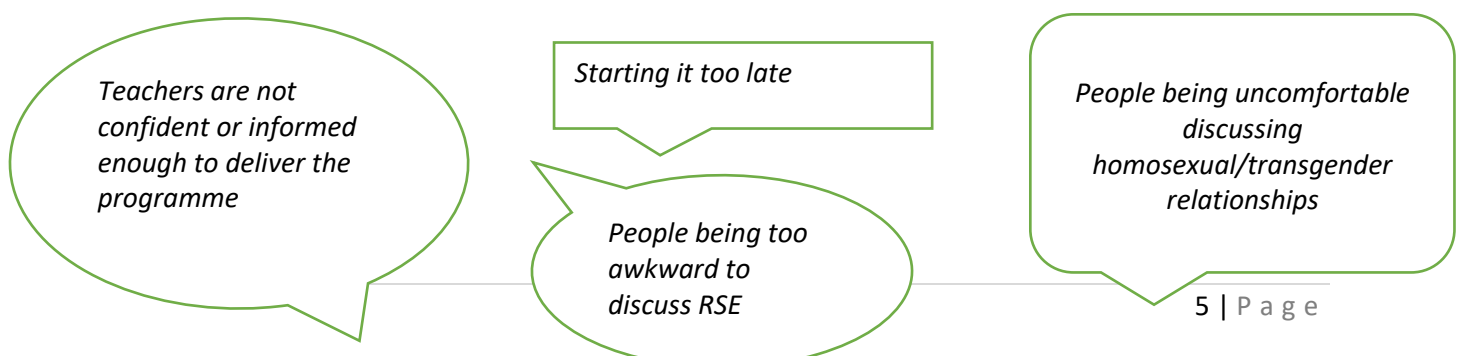 Teachers are not
confident or informed
enough to deliver the
programme
Starting it too late
People being too
awkward to
discuss RSE
People being uncomfortable
discussing
homosexual/transgender
relationships
5 | P a g e